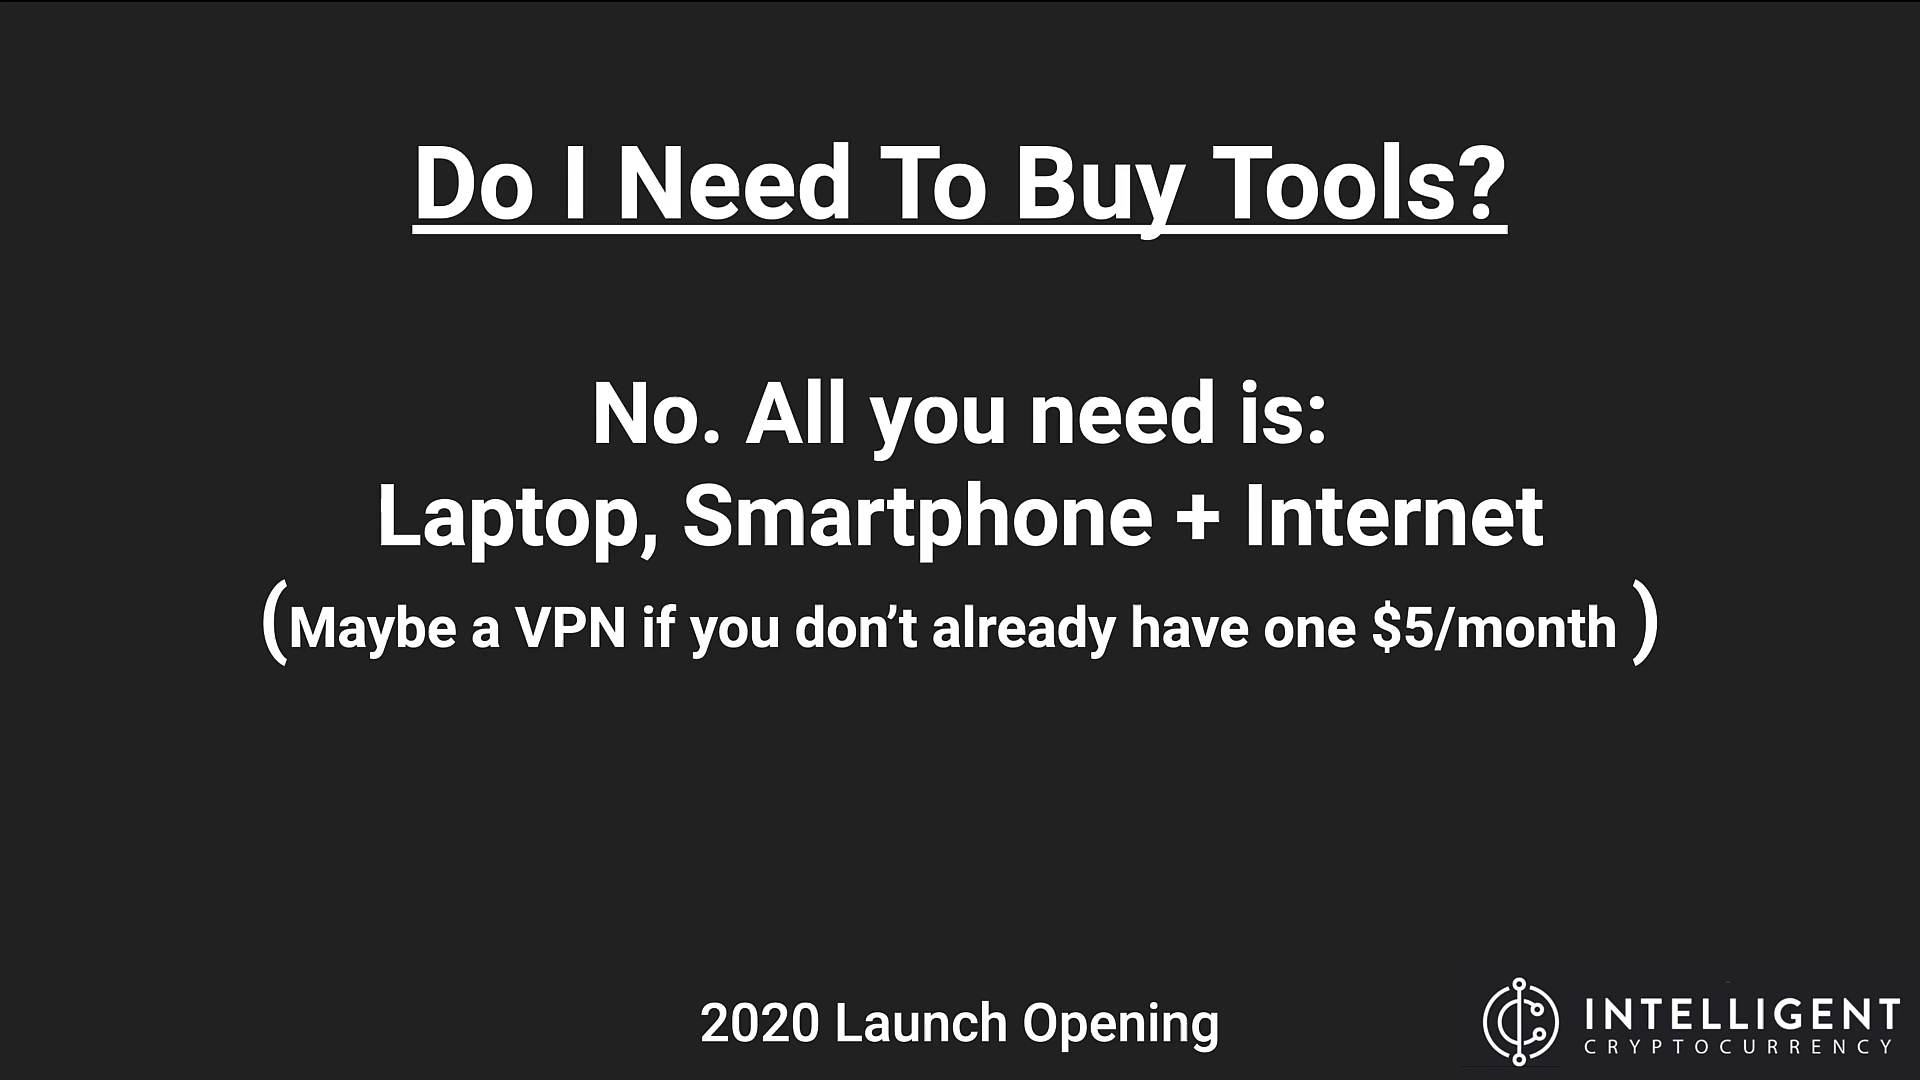 Do I Need To Buy Tools?
No. All you need is:
Laptop, Smartphone + Internet
(Maybe a VPN if you don’t already have one $5/month )
2020 Launch Opening
INTELLIGENT
CRYPTOCURRENCY